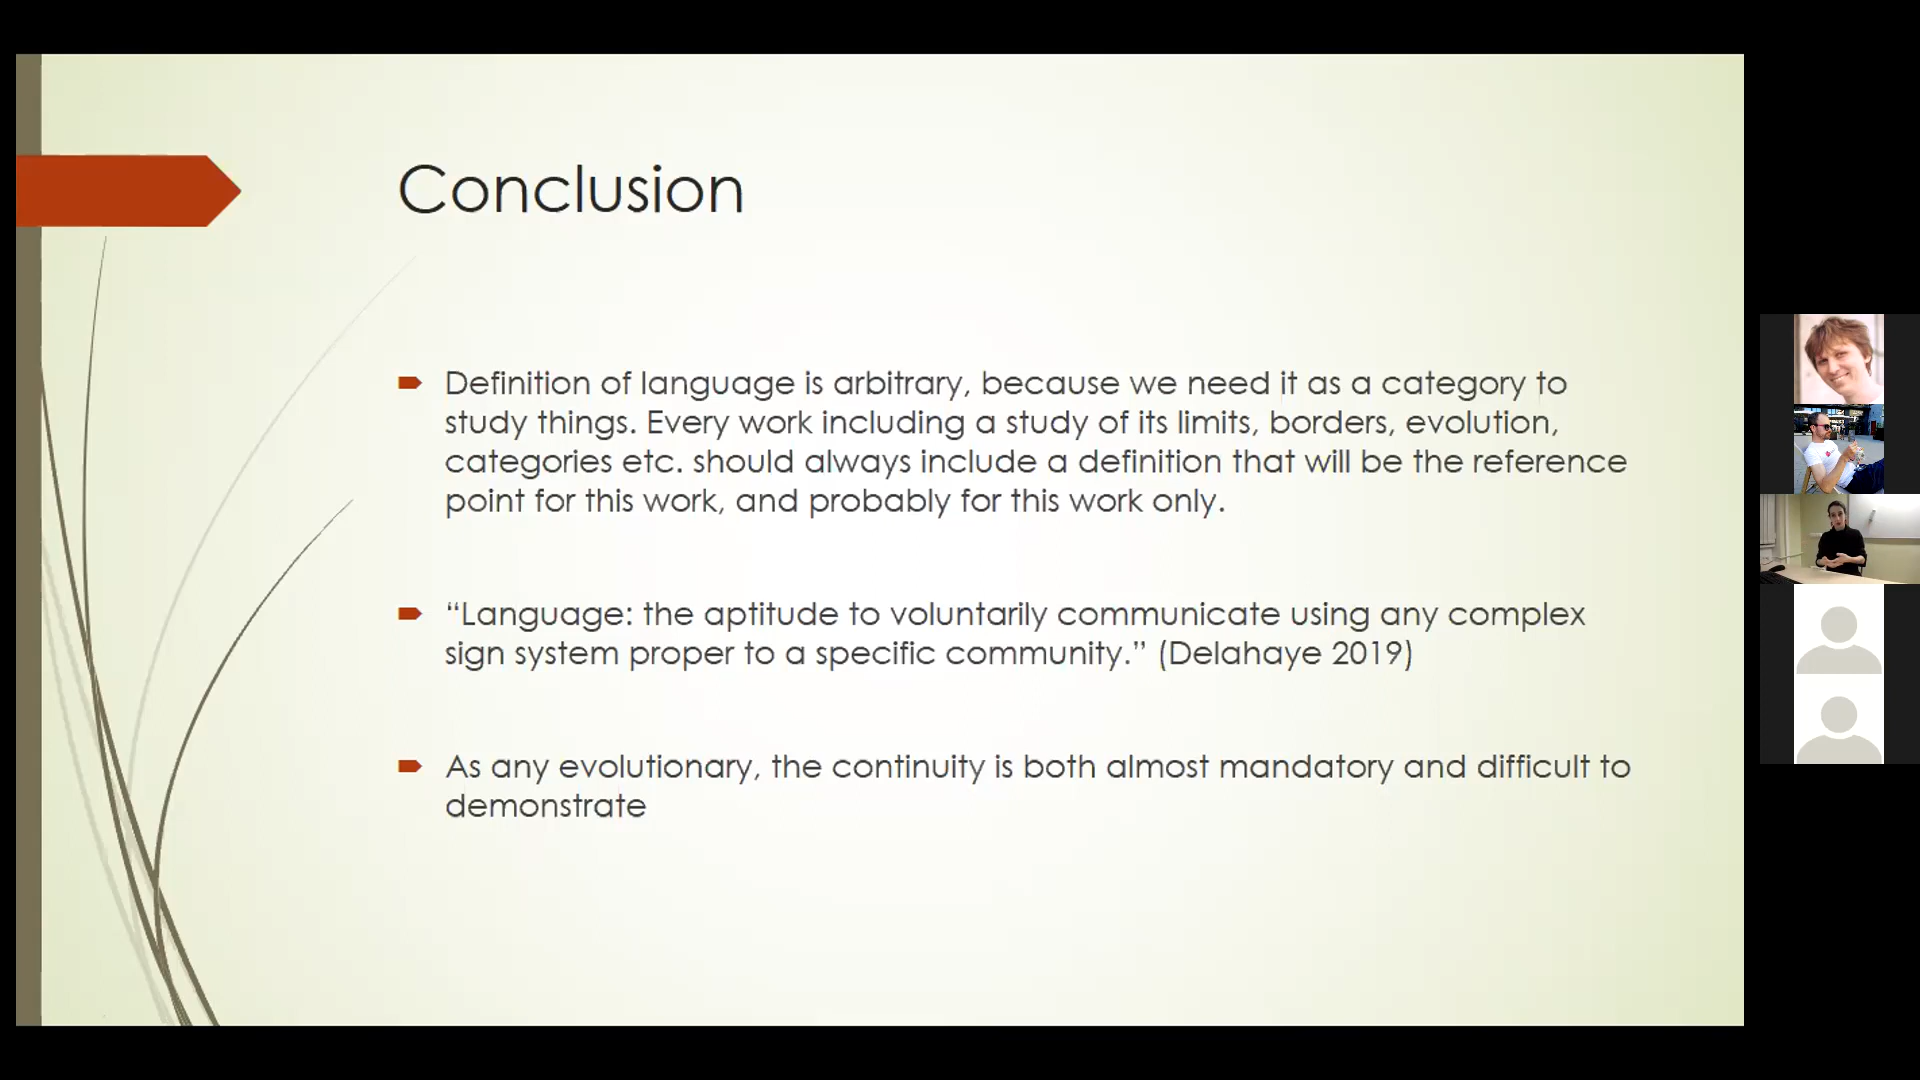 Conclusion
Definition of language is arbitrary, because we need it as a category to
study things. Every work including a study of its limits, borders, evolution,
categories etc. should always include a definition that will be the reference
point for this work, and probably for this work only.
“Language: the aptitude to voluntarily communicate using any complex
sign system proper to a specific community.” (Delahaye 2019)
As any evolutionary, the continuity is both almost mandatory and difficult to
demonstrate